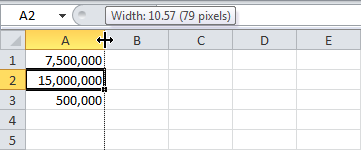 A2
Width: 10.57 (79 pixels)
A B C D E
1 7,500,000
2 15,000,000
3 500,000
4
5